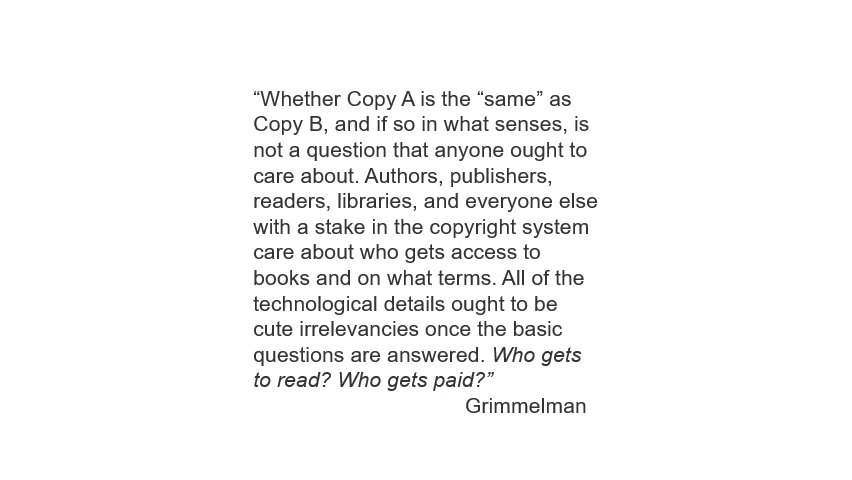 “Whether Copy A is the “same” as
Copy B, and if so in what senses, is
not a question that anyone ought to
care about. Authors, publishers,
readers, libraries, and everyone else
with a stake in the copyright system
care about who gets access to
books and on what terms. All of the
technological details ought to be
cute irrelevancies once the basic
questions are answered. Who gets
to read? Who gets paid?”
Grimmelman